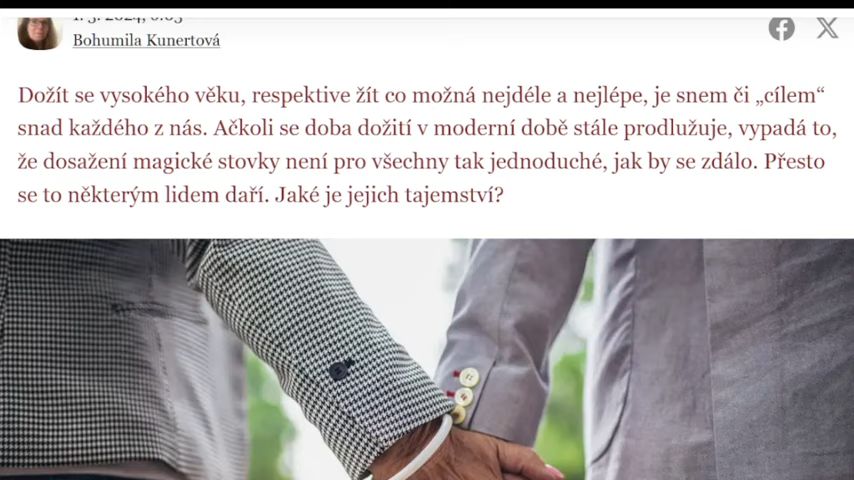 Bohumila Kunertová
Dožít se vysokého věku, respektive žít co možná nejdéle a nejlépe, je snem či „cílem“
snad každého z nás. Ačkoli se doba dožití v moderní době stále prodlužuje, vypadá to,
že dosažení magické stovky není pro všechny tak jednoduché, jak by se zdálo. Přesto
se to některým lidem daří. Jaké je jejich tajemství?